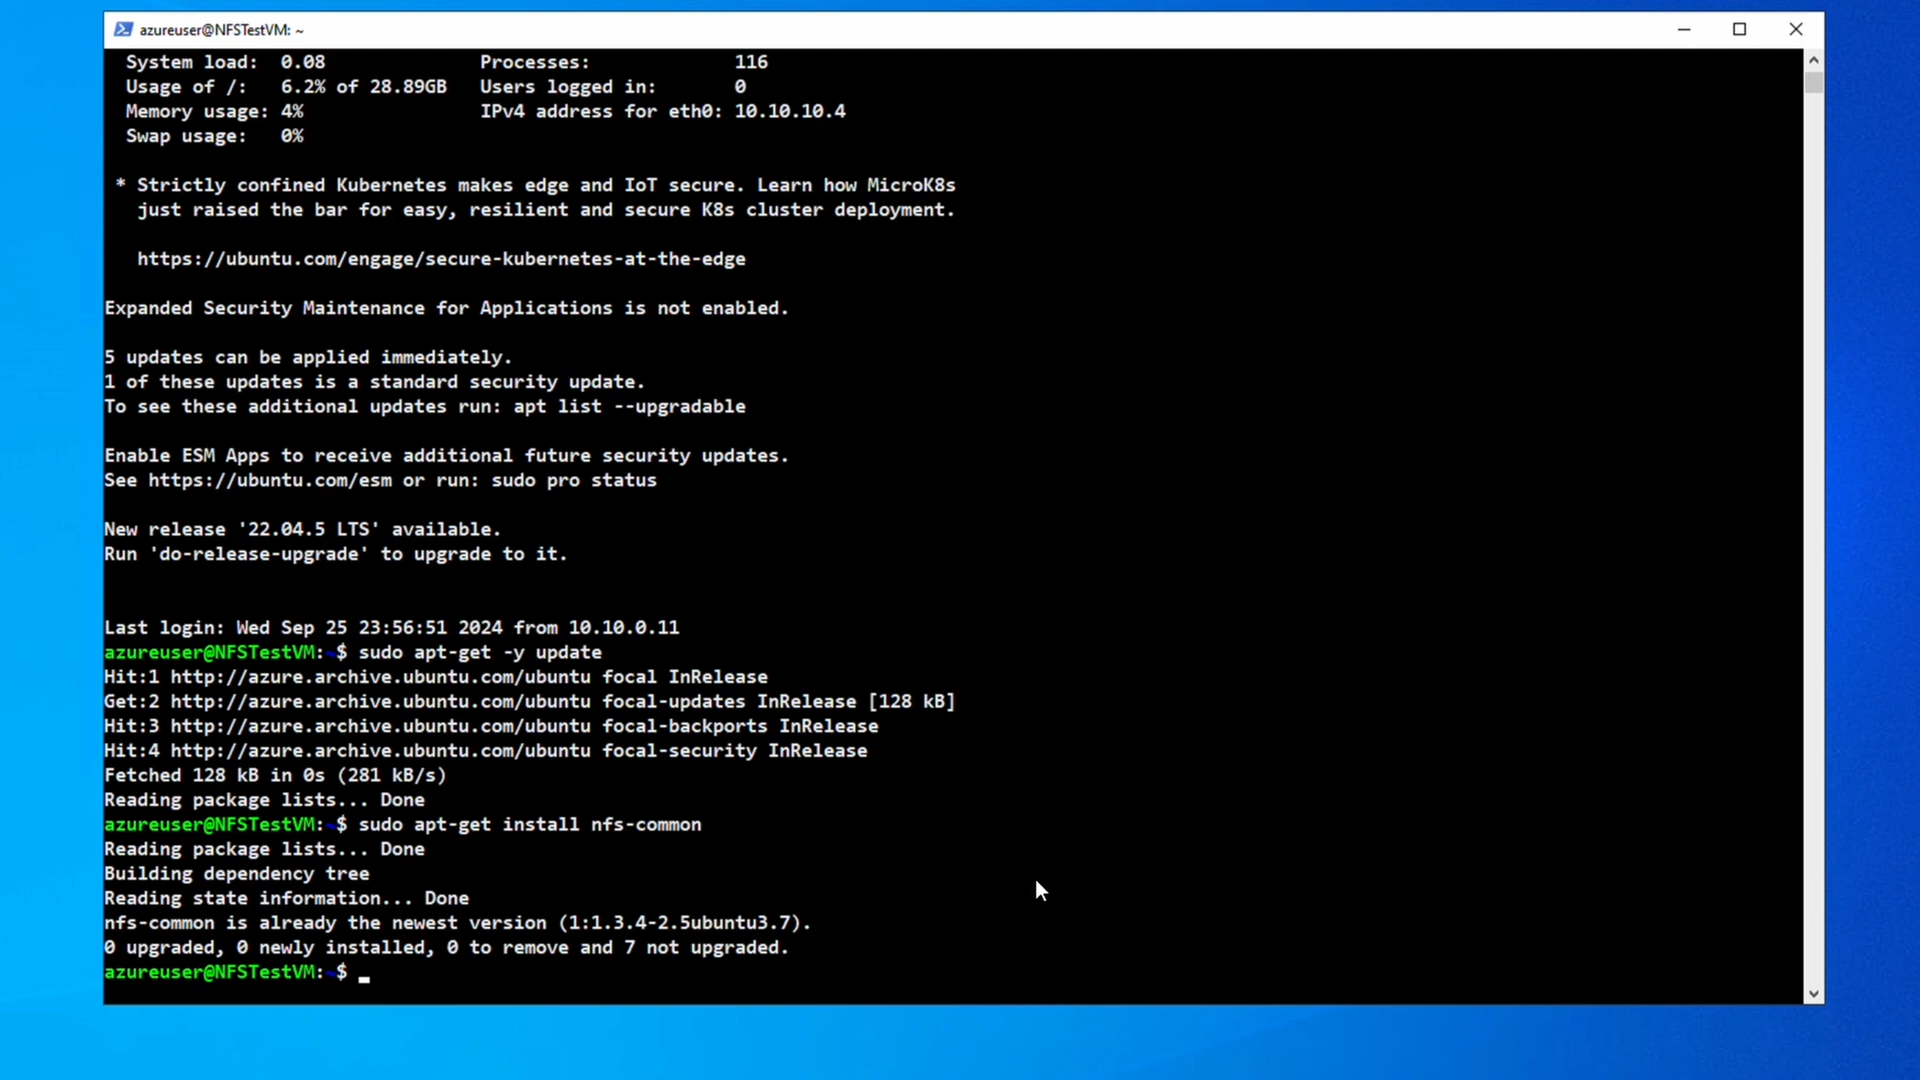 azureuser@NFSTestVM: ~
System load:  0.08              Processes:             116
Usage of /:   6.2% of 28.89GB   Users logged in:       0
Memory usage: 4%                IPv4 address for eth0: 10.10.10.4
Swap usage:   0%
* Strictly confined Kubernetes makes edge and IoT secure. Learn how MicroK8s
just raised the bar for easy, resilient and secure K8s cluster deployment.
https://ubuntu.com/engage/secure-kubernetes-at-the-edge
Expanded Security Maintenance for Applications is not enabled.
5 updates can be applied immediately.
1 of these updates is a standard security update.
To see these additional updates run: apt list --upgradable
Enable ESM Apps to receive additional future security updates.
See https://ubuntu.com/esm or run: sudo pro status
New release '22.04.5 LTS' available.
Run 'do-release-upgrade' to upgrade to it.
Last login: Wed Sep 25 23:56:51 2024 from 10.10.0.11
azureuser@NFSTestVM:~$ sudo apt-get -y update
Hit:1 http://azure.archive.ubuntu.com/ubuntu focal InRelease
Get:2 http://azure.archive.ubuntu.com/ubuntu focal-updates InRelease [128 kB]
Hit:3 http://azure.archive.ubuntu.com/ubuntu focal-backports InRelease
Hit:4 http://azure.archive.ubuntu.com/ubuntu focal-security InRelease
Fetched 128 kB in 0s (281 kB/s)
Reading package lists... Done
azureuser@NFSTestVM:~$ sudo apt-get install nfs-common
Reading package lists... Done
Building dependency tree
Reading state information... Done
nfs-common is already the newest version (1:1.3.4-2.5ubuntu3.7).
0 upgraded, 0 newly installed, 0 to remove and 7 not upgraded.
azureuser@NFSTestVM:~$